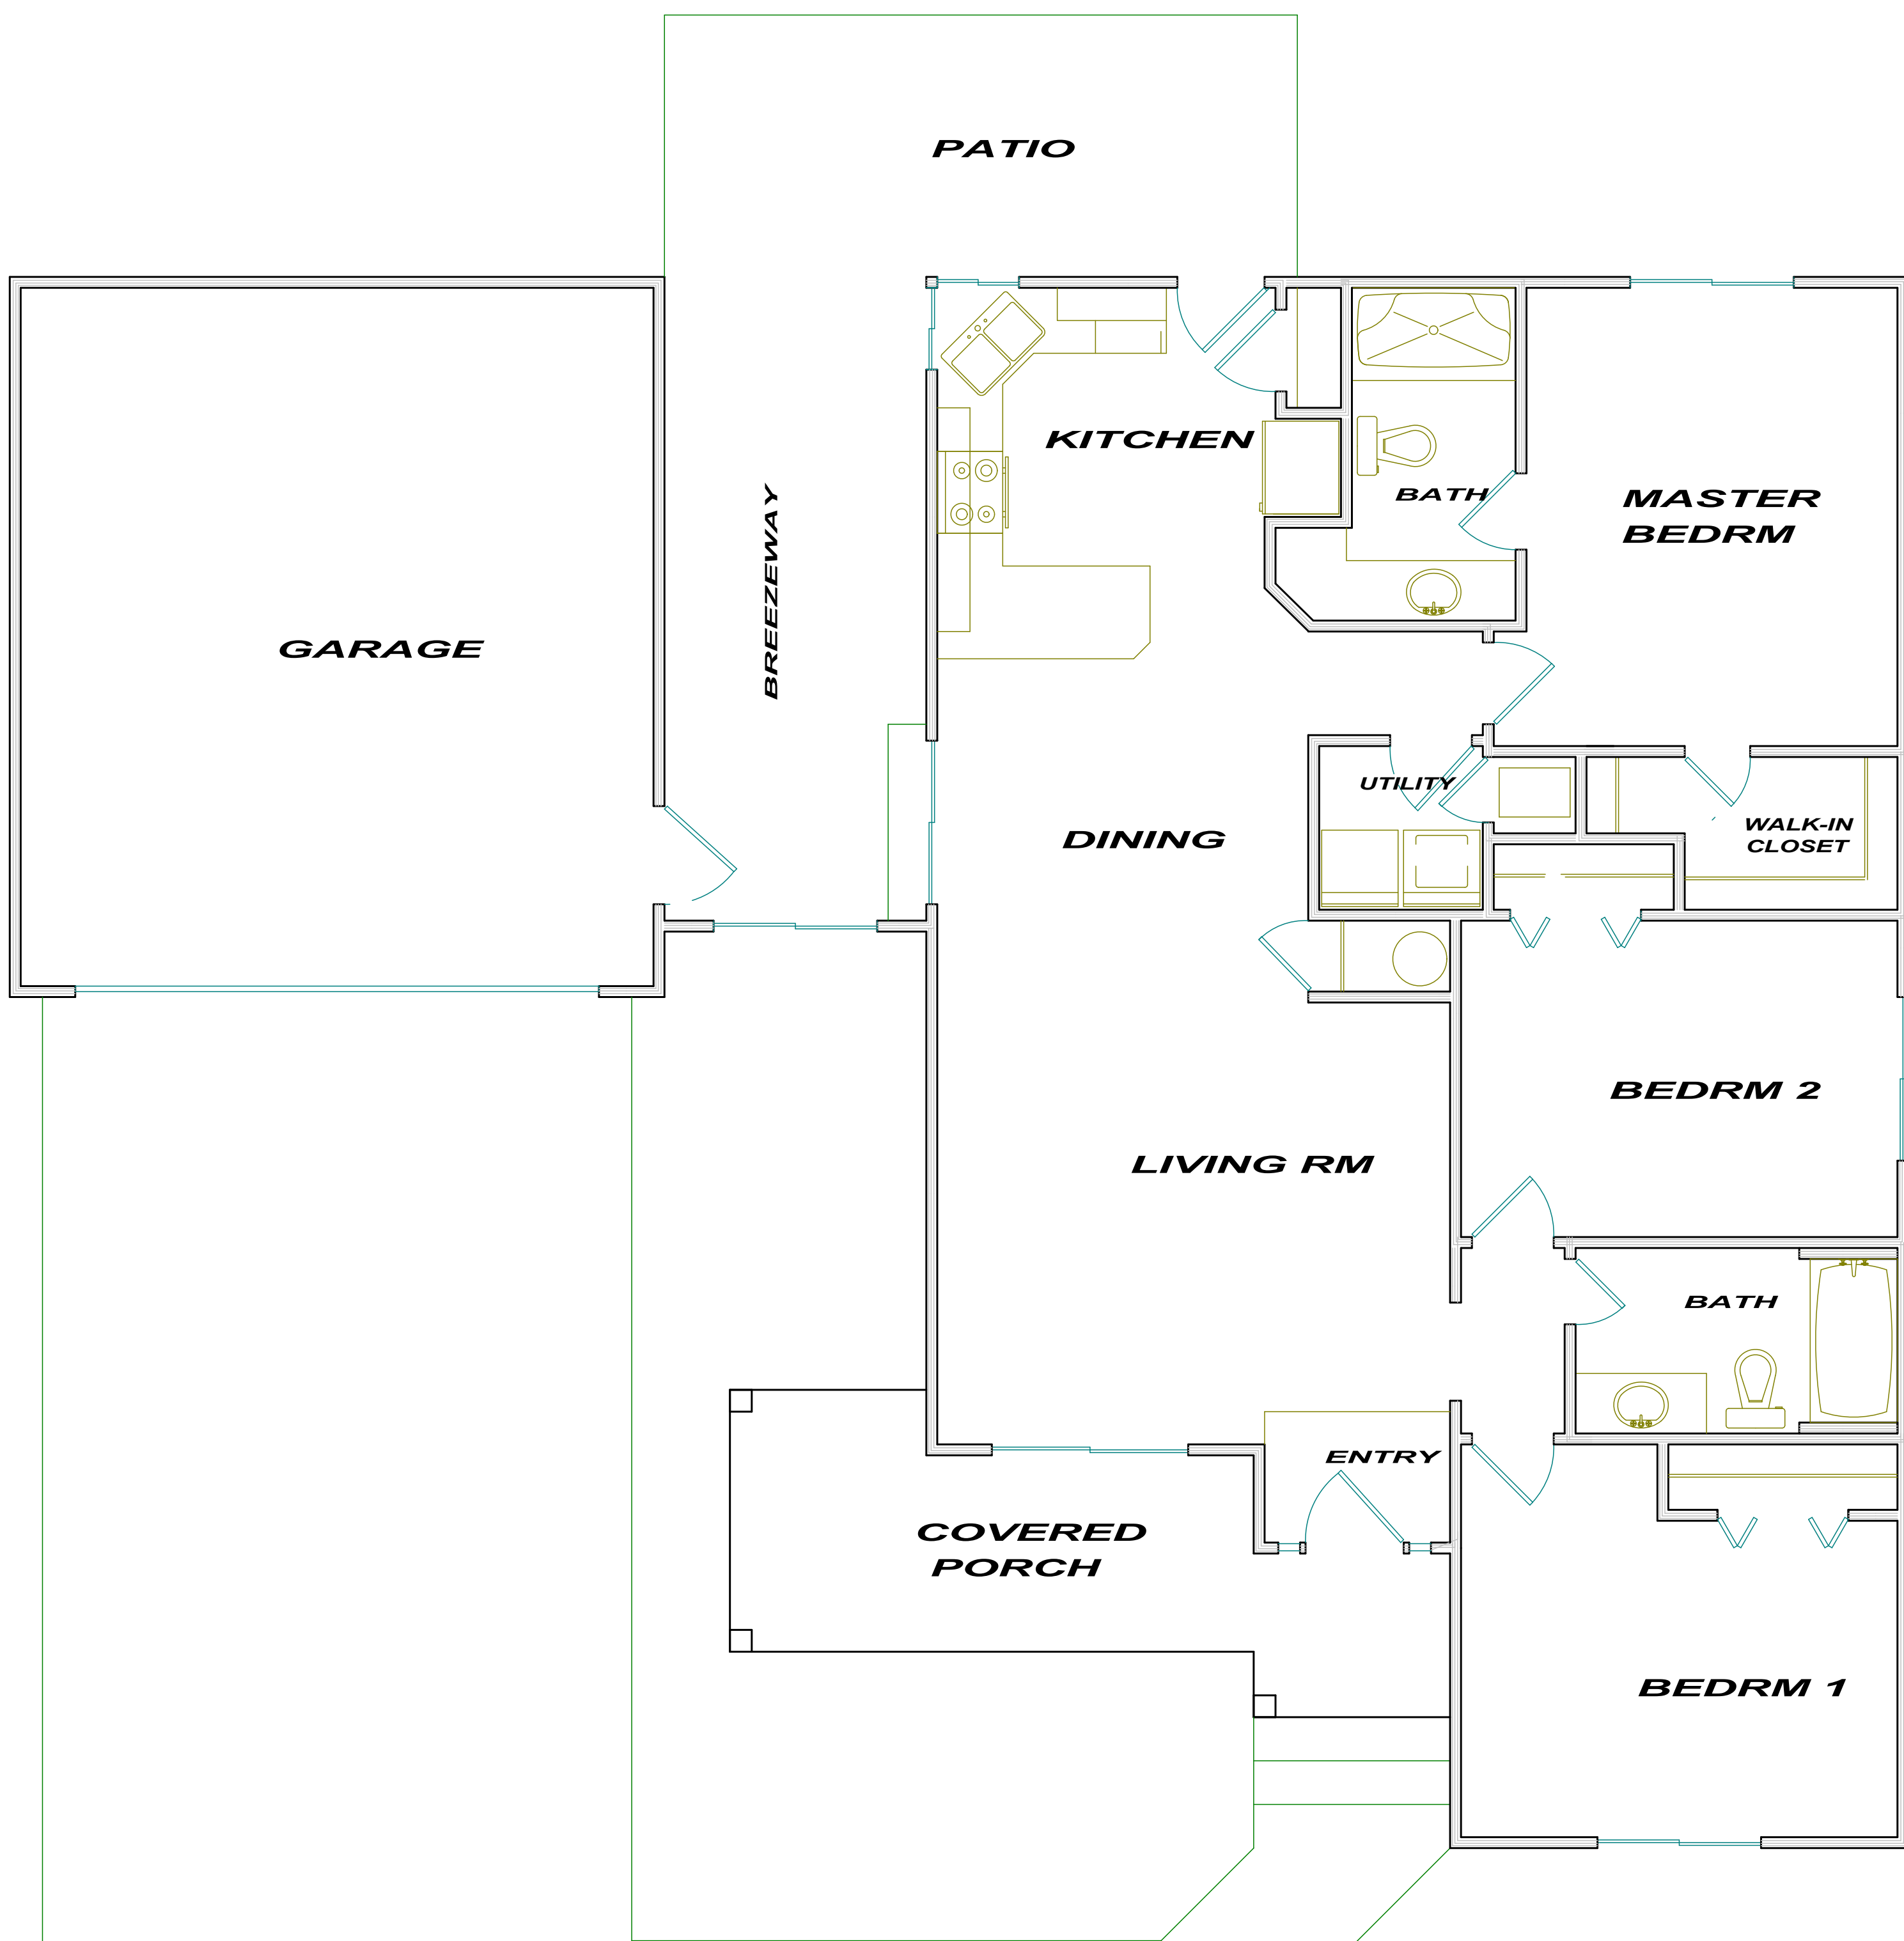 PATIO
KITCHEN
BATH
MASTER
BEDRM
BREEZEWAY
GARAGE
UTILITY
DINING
WALK-IN
CLOSET
BEDRM 2
LIVING RM
BATH
ENTRY
COVERED
PORCH
BEDRM 1